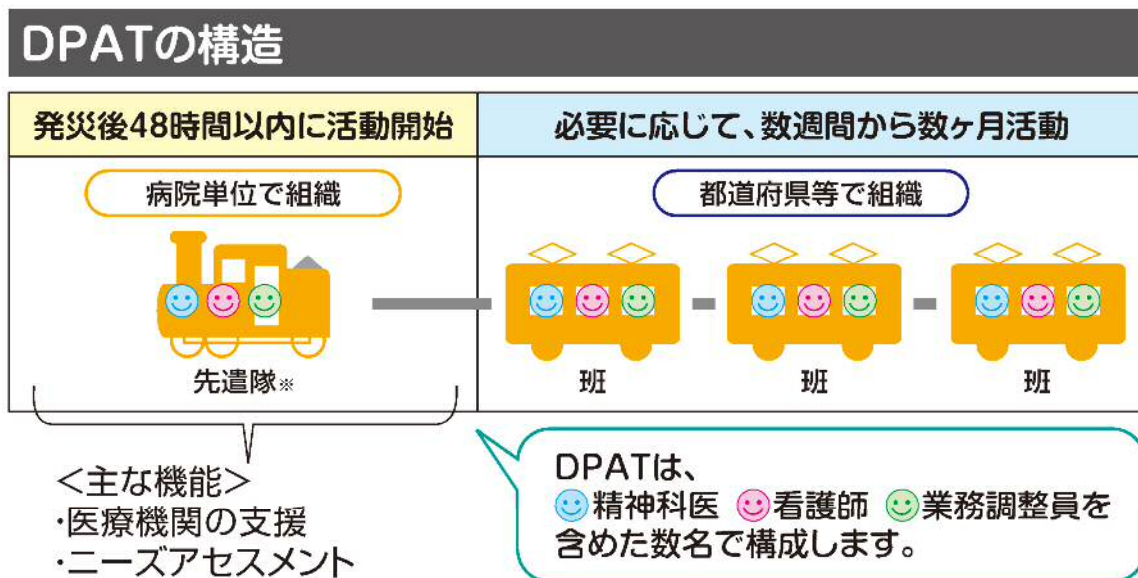 DPATの構造
発災後48時間以内に活動開始
必要に応じて、数週間から数ヶ月活動
病院単位で組織
都道府県等で組織
先遣隊※
班
班
班
＜主な機能＞
・医療機関の支援
・ニーズアセスメント
DPATは、
精神科医 看護師 業務調整員を
含めた数名で構成します。